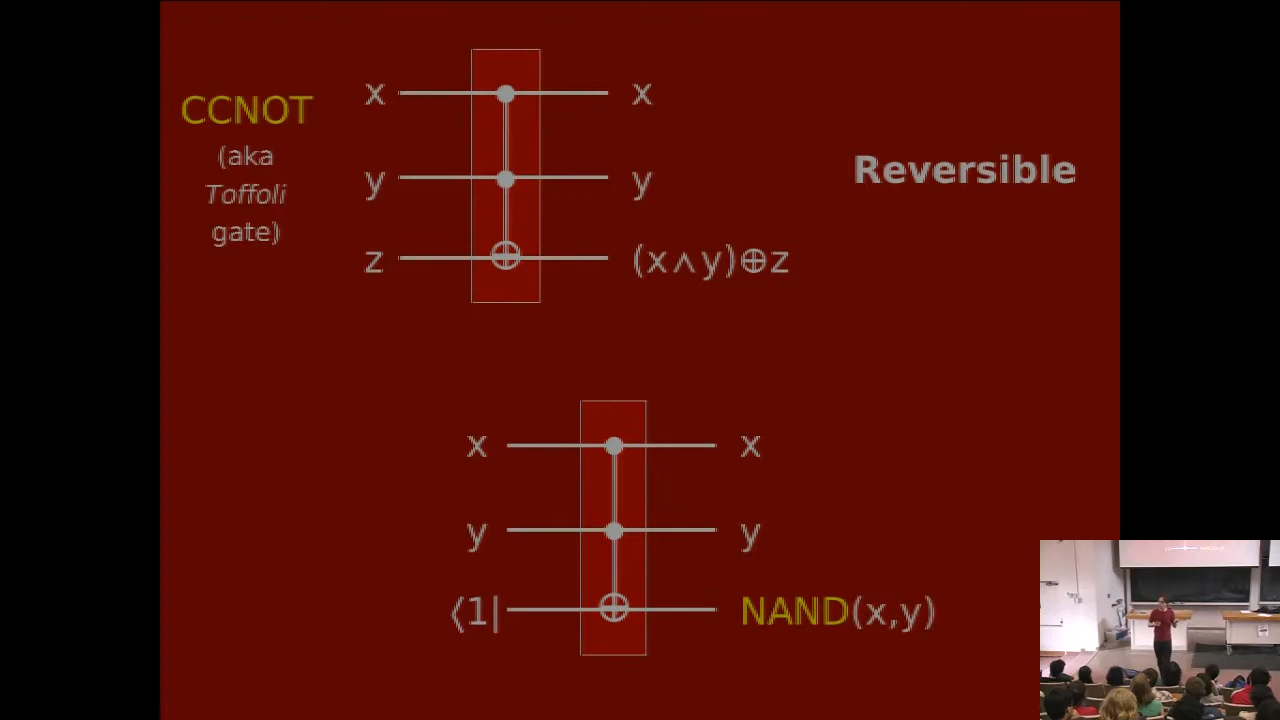 CCNOT
(aka
Toffoli
gate)
x x
y y
z (x∧y)⊕z
Reversible
x x
y y
⟨1| NAND(x,y)